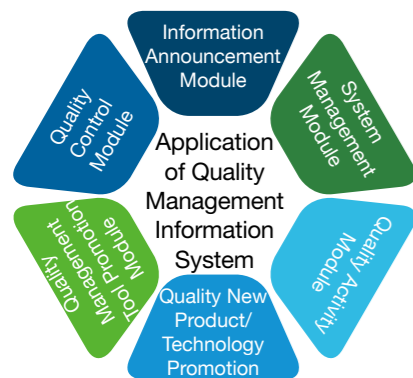 Information
Announcement
Module
System
Management
Module
Quality Activity
Module
Quality New
Product/
Technology
Promotion
Quality
Management
Tool Promotion
Module
Quality
Control
Module
Application
of Quality
Management
Information
System